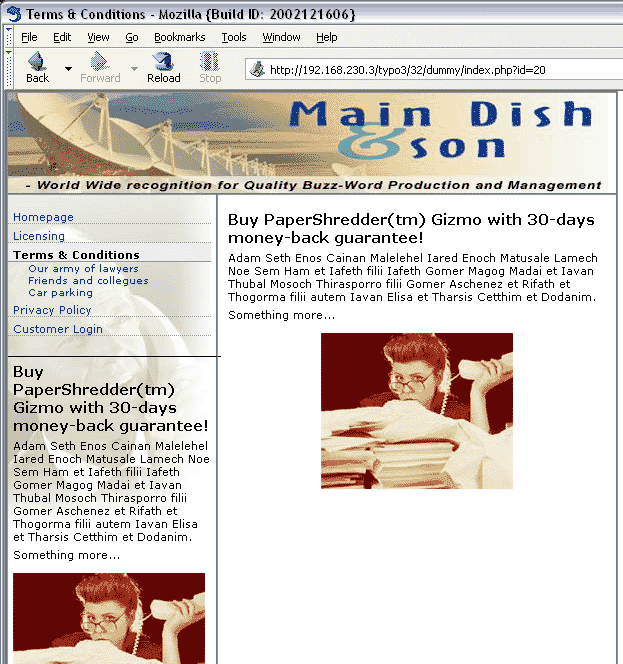 Terms & Conditions - Mozilla {Build ID: 2002121606}
File Edit View Go Bookmarks Tools Window Help
Back Forward Reload Stop
http://192.168.230.3/typo3/32/dummy/index.php?id=20
Main Dish
& son
- World Wide recognition for Quality Buzz-Word Production and Management
Homepage
Licensing
Terms & Conditions
Our army of lawyers
Friends and collegues
Car parking
Privacy Policy
Customer Login
Buy
PaperShredder(tm)
Gizmo with 30-days
money-back guarantee!
Adam Seth Enos Cainan Malelehel
Iared Enoch Matusale Lamech Noe
Sem Ham et Iafeth filii Iafeth
Gomer Magog Madai et Iavan
Thubal Mosoch Thirasporro filii
Gomer Aschenez et Rifath et
Thogorma filii autem Iavan Elisa
et Tharsis Cetthim et Dodanim.
Something more...
Buy PaperShredder(tm) Gizmo with 30-days
money-back guarantee!
Adam Seth Enos Cainan Malelehel Iared Enoch Matusale Lamech
Noe Sem Ham et Iafeth filii Iafeth Gomer Magog Madai et Iavan
Thubal Mosoch Thirasporro filii Gomer Aschenez et Rifath et
Thogorma filii autem Iavan Elisa et Tharsis Cetthim et Dodanim.
Something more...